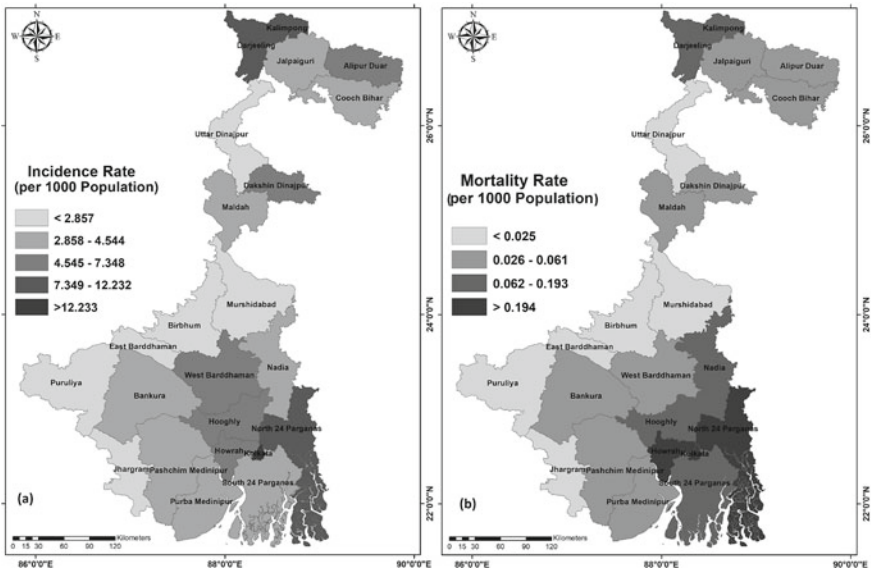 N
W E
S
Kalimpong
Darjeeling
Jalpaiguri
Alipur Duar
Cooch Bihar
Uttar Dinajpur
26°0'0"N
Incidence Rate
(per 1000 Population)
< 2.857
2.858 - 4.544
4.545 - 7.348
7.349 - 12.232
>12.233
Dakshin Dinajpur
Maldah
24°0'0"N
Murshidabad
Birbhum
East Barddhaman
Puruliya
West Barddhaman
Nadia
Bankura
Hooghly
North 24 Parganas
Howrah
Kolkata
Jhargram
Pashchim Medinipur
South 24 Parganas
Purba Medinipur
22°0'0"N
(a)
Kilometers
0 15 30 60 90 120
86°0'0"E 88°0'0"E 90°0'0"E
N
W E
S
Kalimpong
Darjeeling
Jalpaiguri
Alipur Duar
Cooch Bihar
Uttar Dinajpur
26°0'0"N
Mortality Rate
(per 1000 Population)
< 0.025
0.026 - 0.061
0.062 - 0.193
> 0.194
Dakshin Dinajpur
Maldah
24°0'0"N
Murshidabad
Birbhum
East Barddhaman
Puruliya
West Barddhaman
Nadia
Bankura
Hooghly
North 24 Parganas
Howrah
Kolkata
Jhargram
Pashchim Medinipur
South 24 Parganas
Purba Medinipur
22°0'0"N
(b)
Kilometers
0 15 30 60 90 120
86°0'0"E 88°0'0"E 90°0'0"E